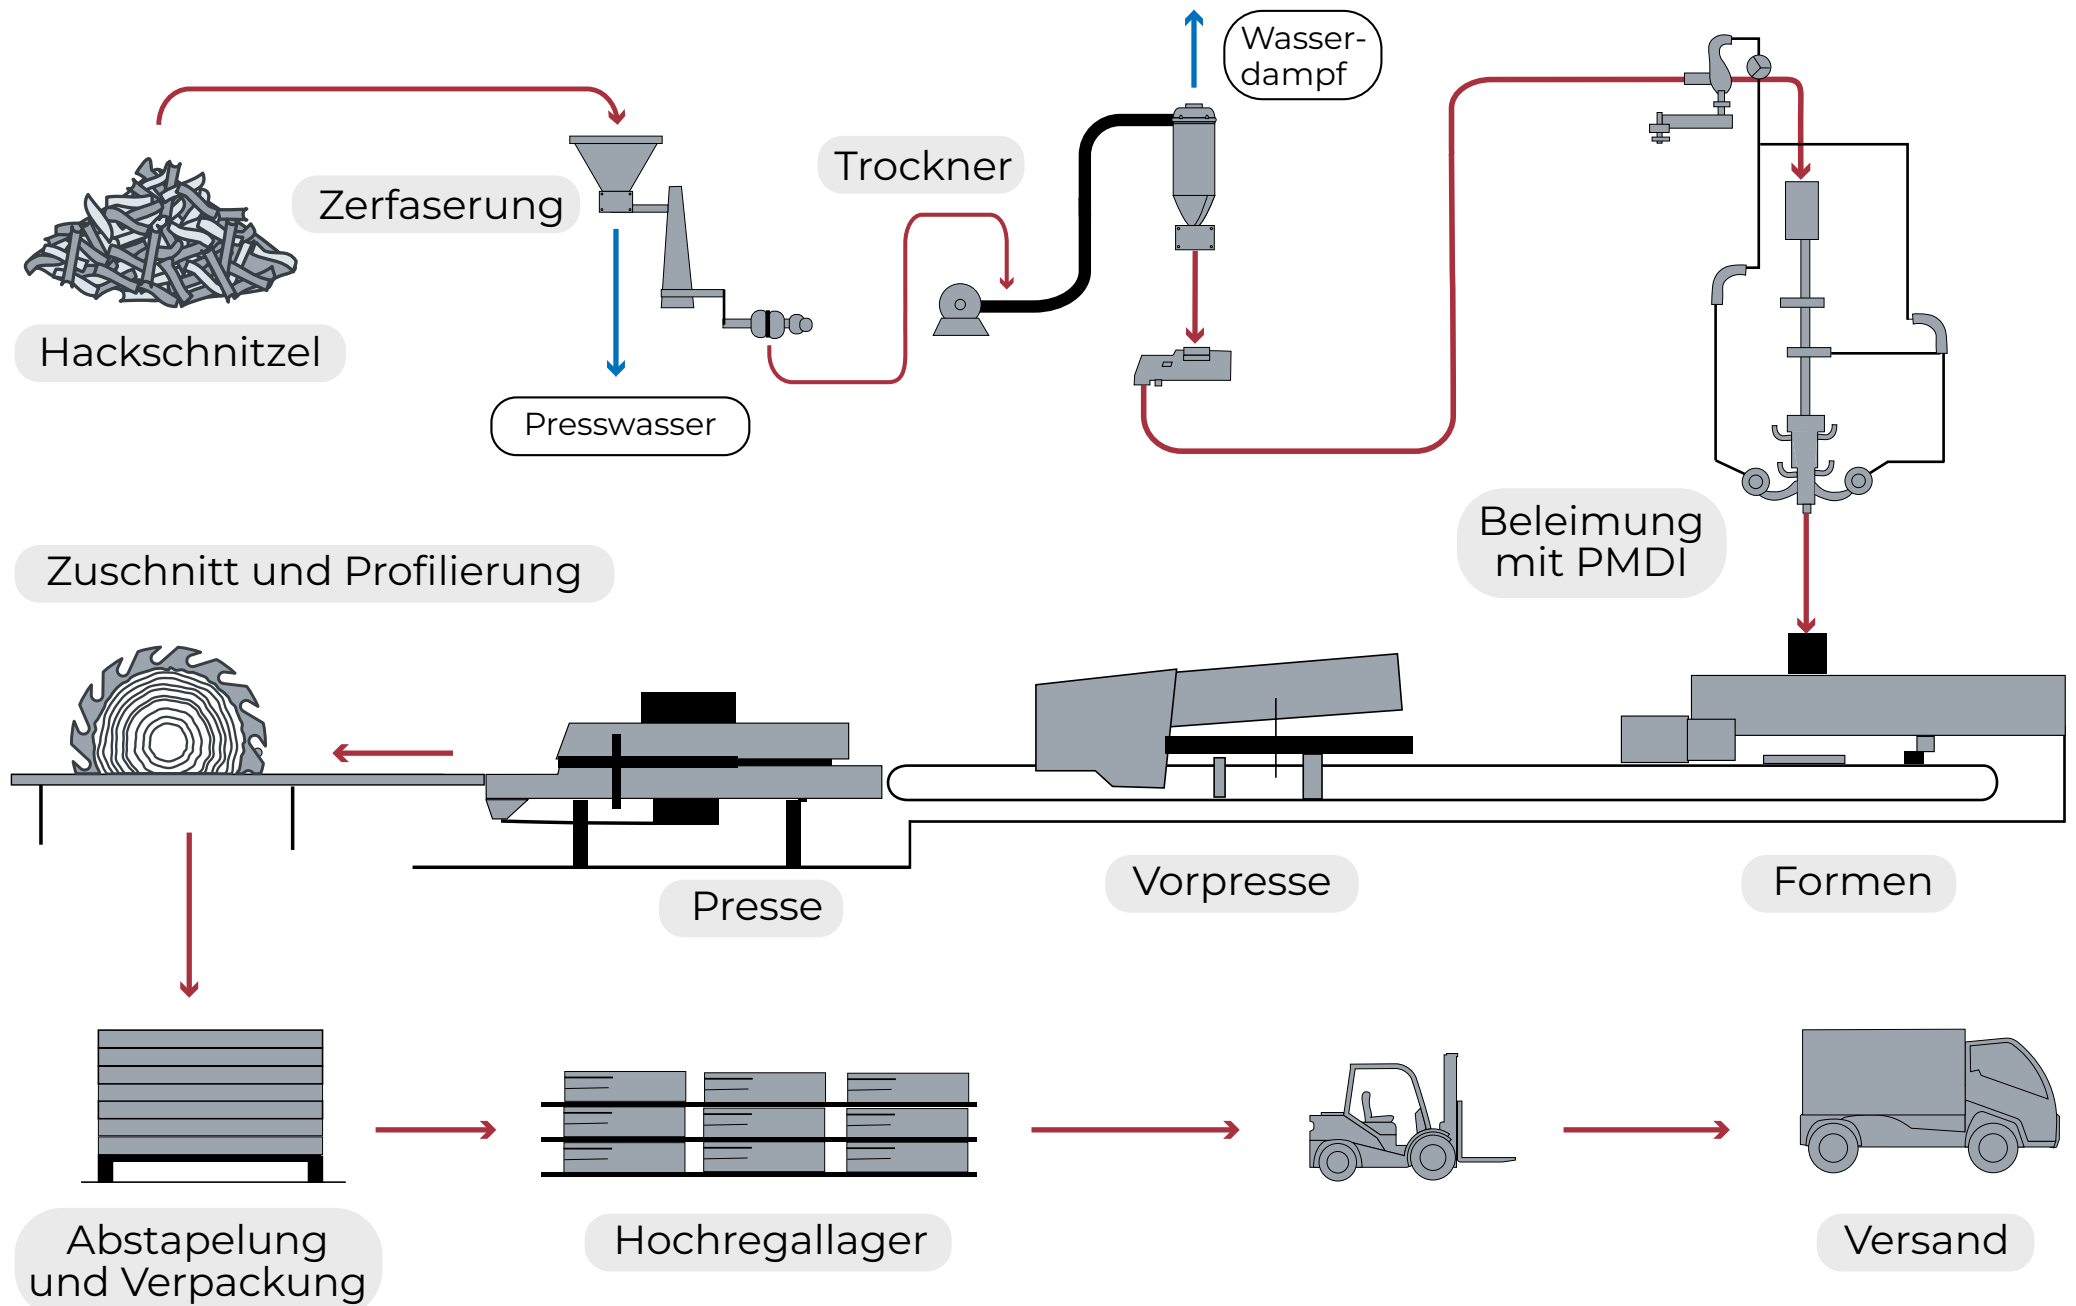 Wasser-
dampf
Trockner
Zerfaserung
Hackschnitzel
Presswasser
Beleimung
mit PMDI
Zuschnitt und Profilierung
Presse
Vorpresse
Formen
Abstapelung
und Verpackung
Hochregallager
Versand